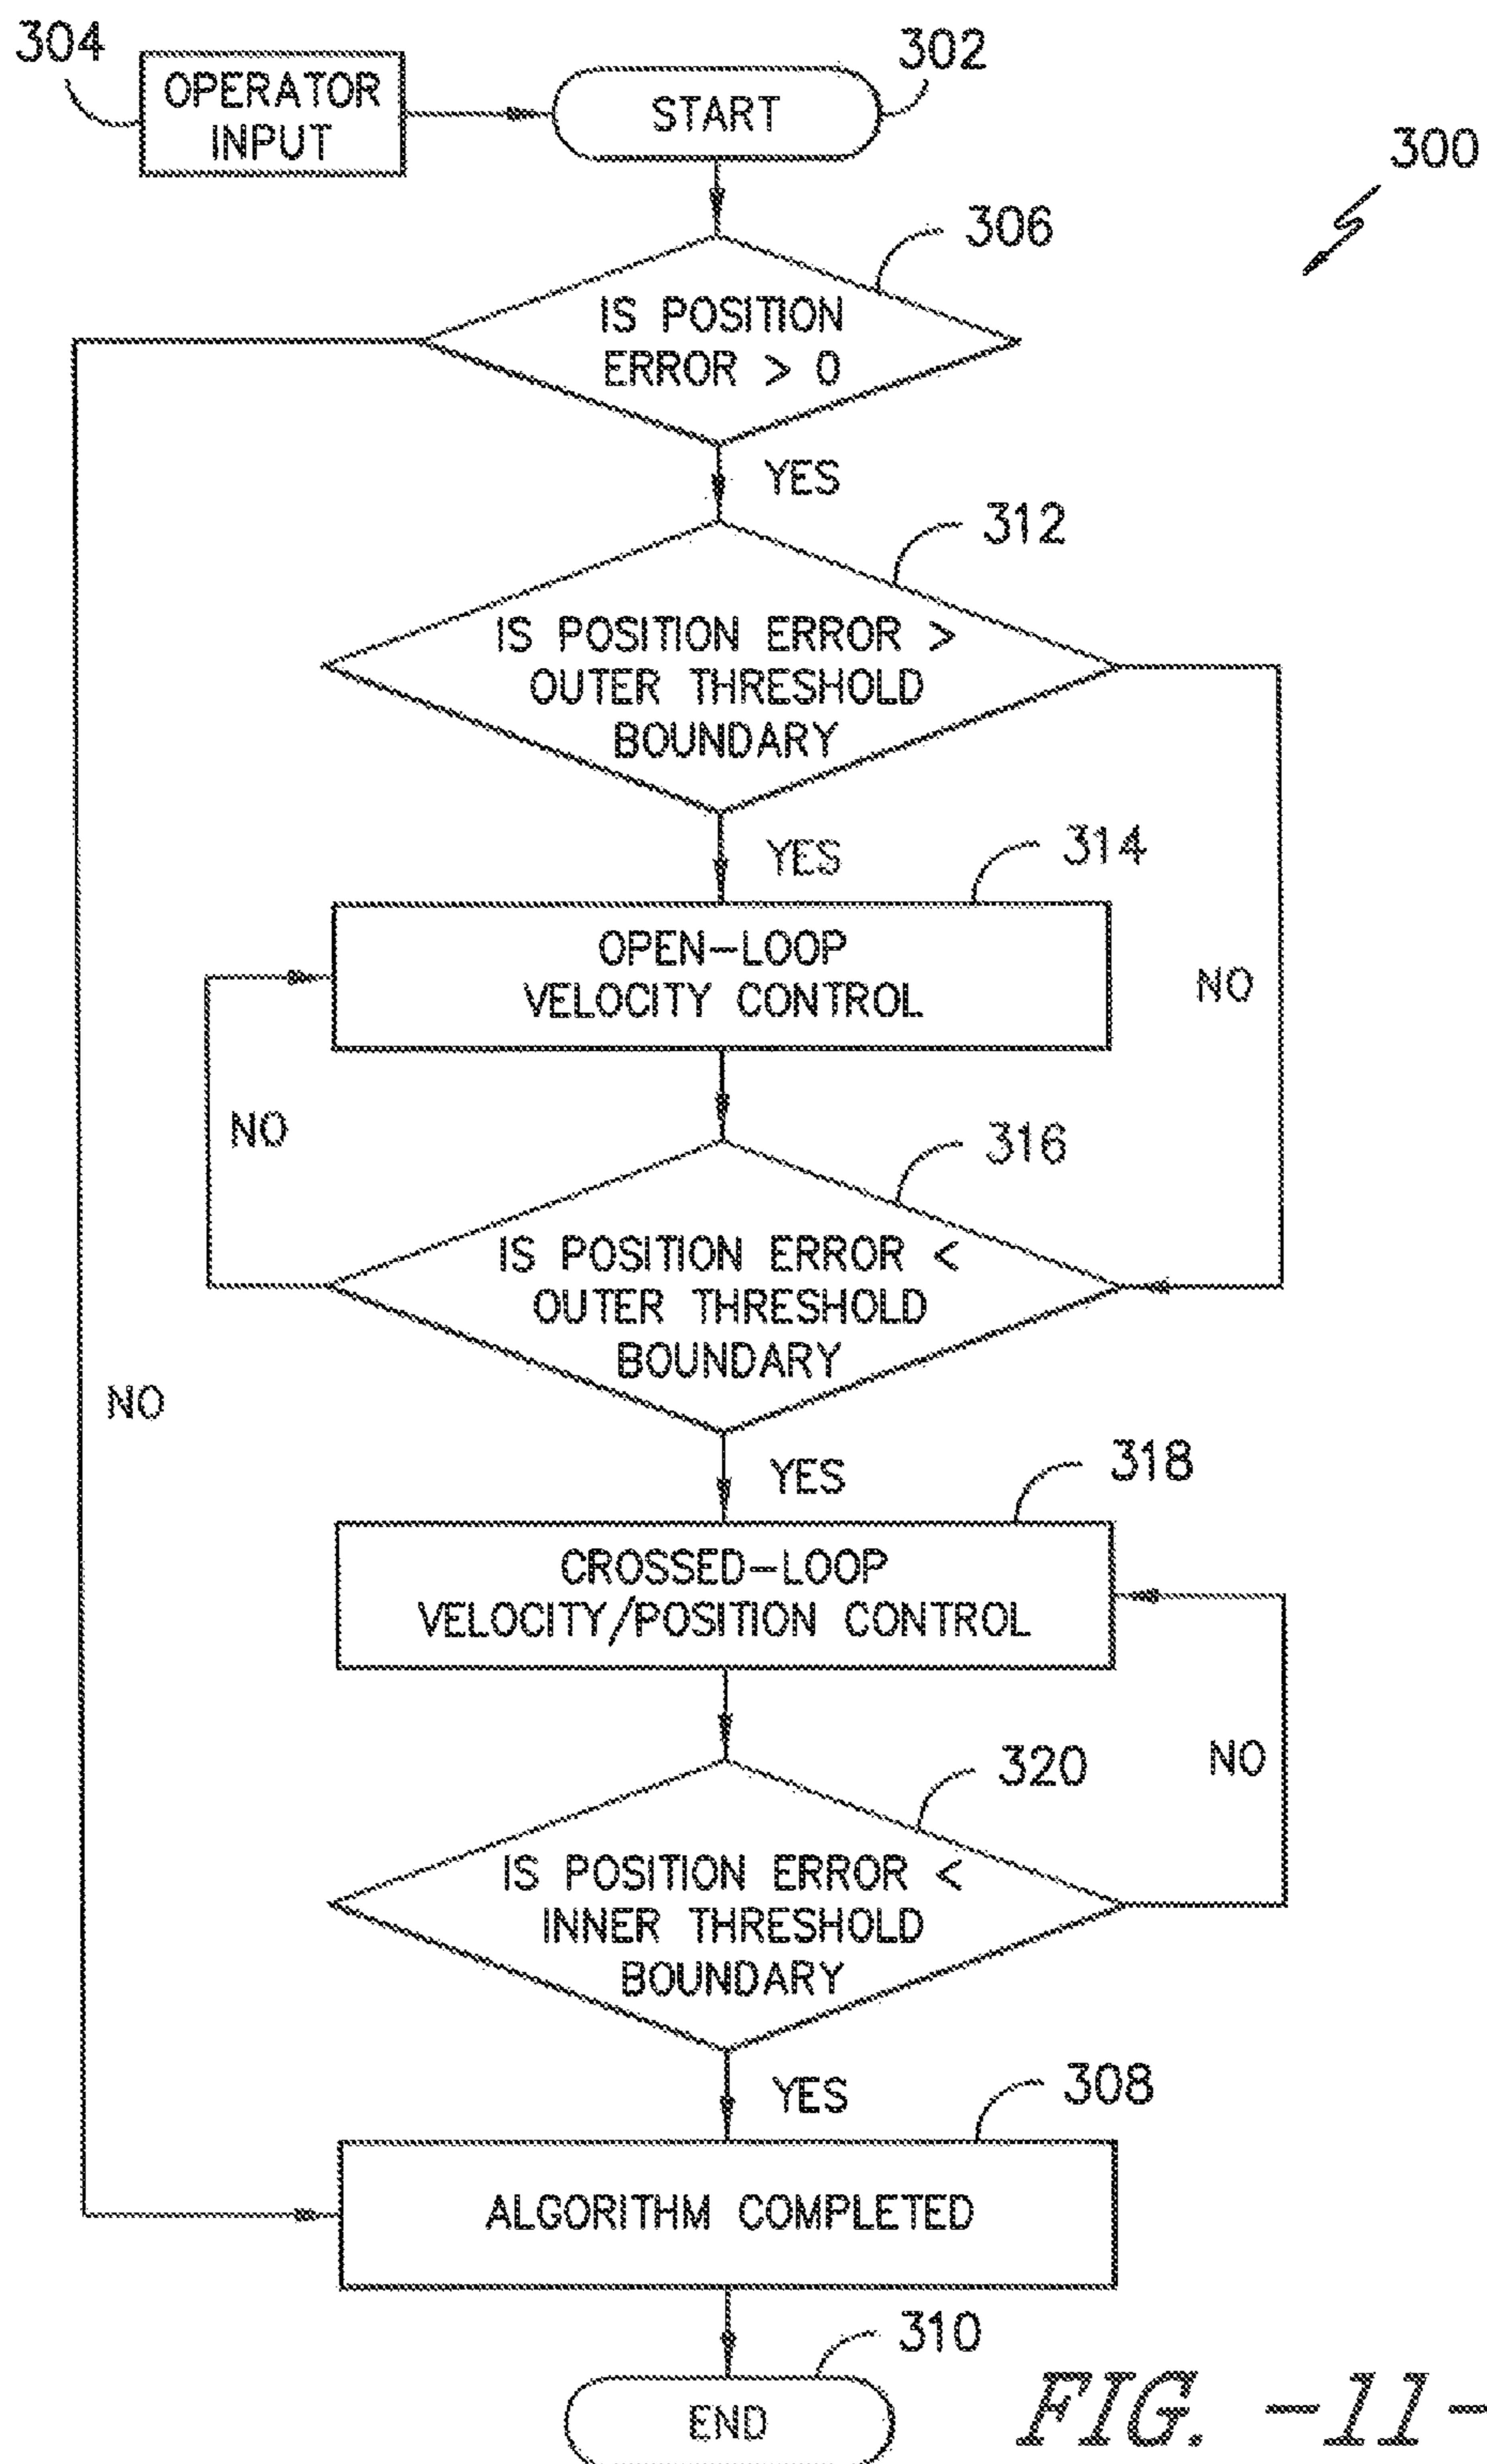 304
OPERATOR
INPUT
START
302
300
306
IS POSITION
ERROR > 0
YES
312
IS POSITION ERROR >
OUTER THRESHOLD
BOUNDARY
YES
314
OPEN-LOOP
VELOCITY CONTROL
NO
NO
316
IS POSITION ERROR <
OUTER THRESHOLD
BOUNDARY
NO
YES
318
CROSSED-LOOP
VELOCITY/POSITION CONTROL
NO
320
IS POSITION ERROR <
INNER THRESHOLD
BOUNDARY
YES
308
ALGORITHM COMPLETED
310
END
FIG. -11-